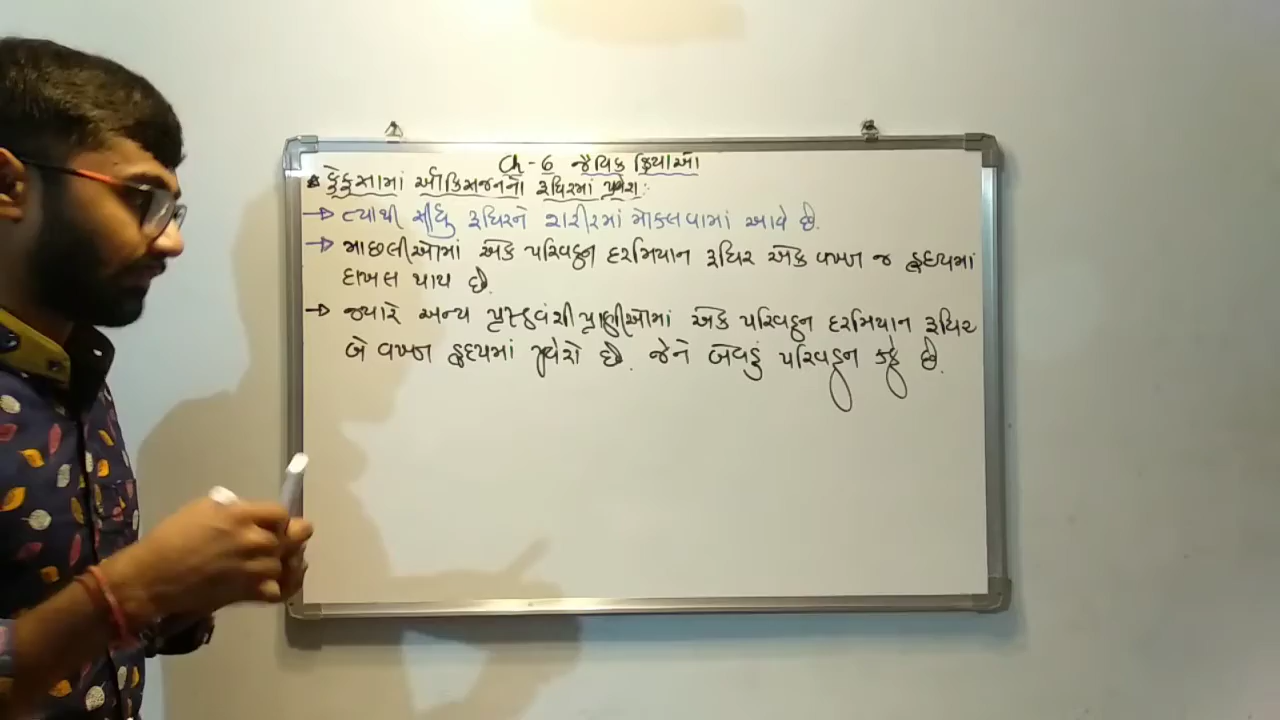 Ch - 6 જૈવિક ક્રિયાઓ
ફેફસામાં ઓક્સિજનનો રૂધિરમાં પ્રવેશ :
→ ત્યાંથી સીધુ રૂધિરને શરીરમાં મોકલવામાં આવે છે.
→ માછલીઓમાં એક પરિવહન દરમિયાન રૂધિર એક વખત જ હૃદયમાં
દાખલ થાય છે.
→ જ્યારે અન્ય પૃષ્ઠવંશી પ્રાણીઓમાં એક પરિવહન દરમિયાન રૂધિર
બે વખત હૃદયમાં પ્રવેશે છે. જેને બેવડું પરિવહન કહે છે.